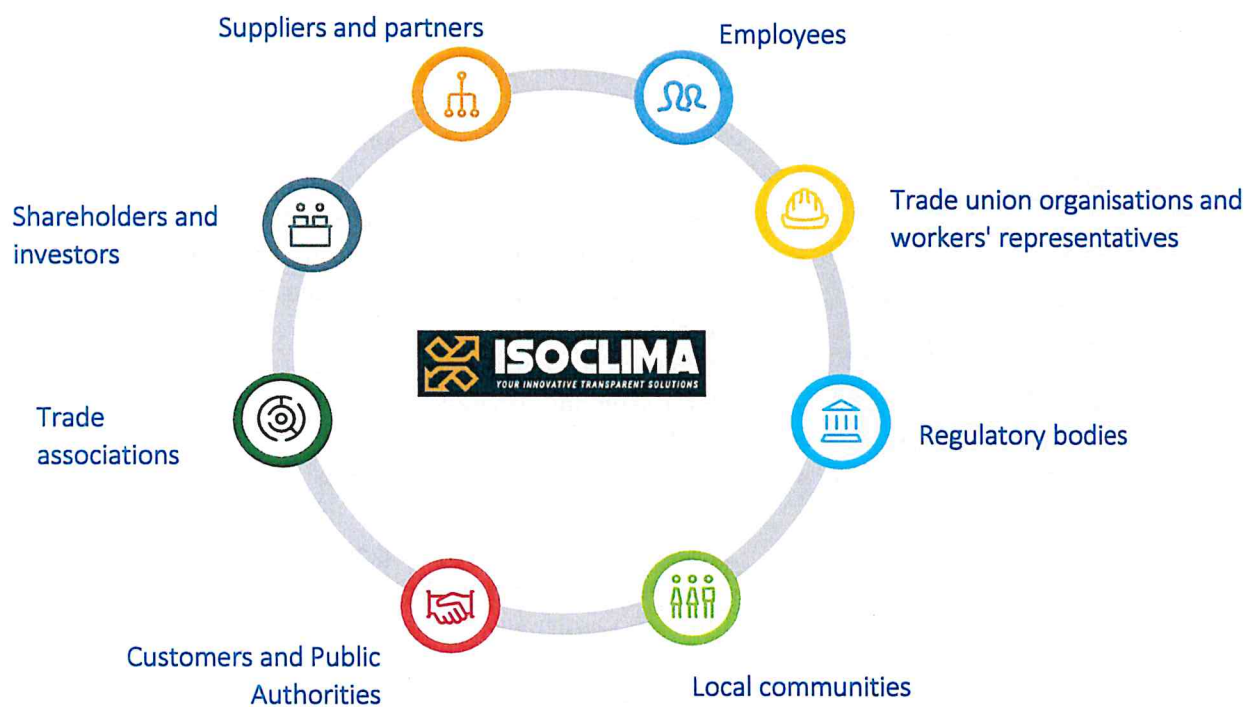 Suppliers and partners
Employees
Shareholders and
investors
Trade union organisations and
workers' representatives
ISOCLIMA
YOUR INNOVATIVE TRANSPARENT SOLUTIONS
Trade
associations
Regulatory bodies
Customers and Public
Authorities
Local communities